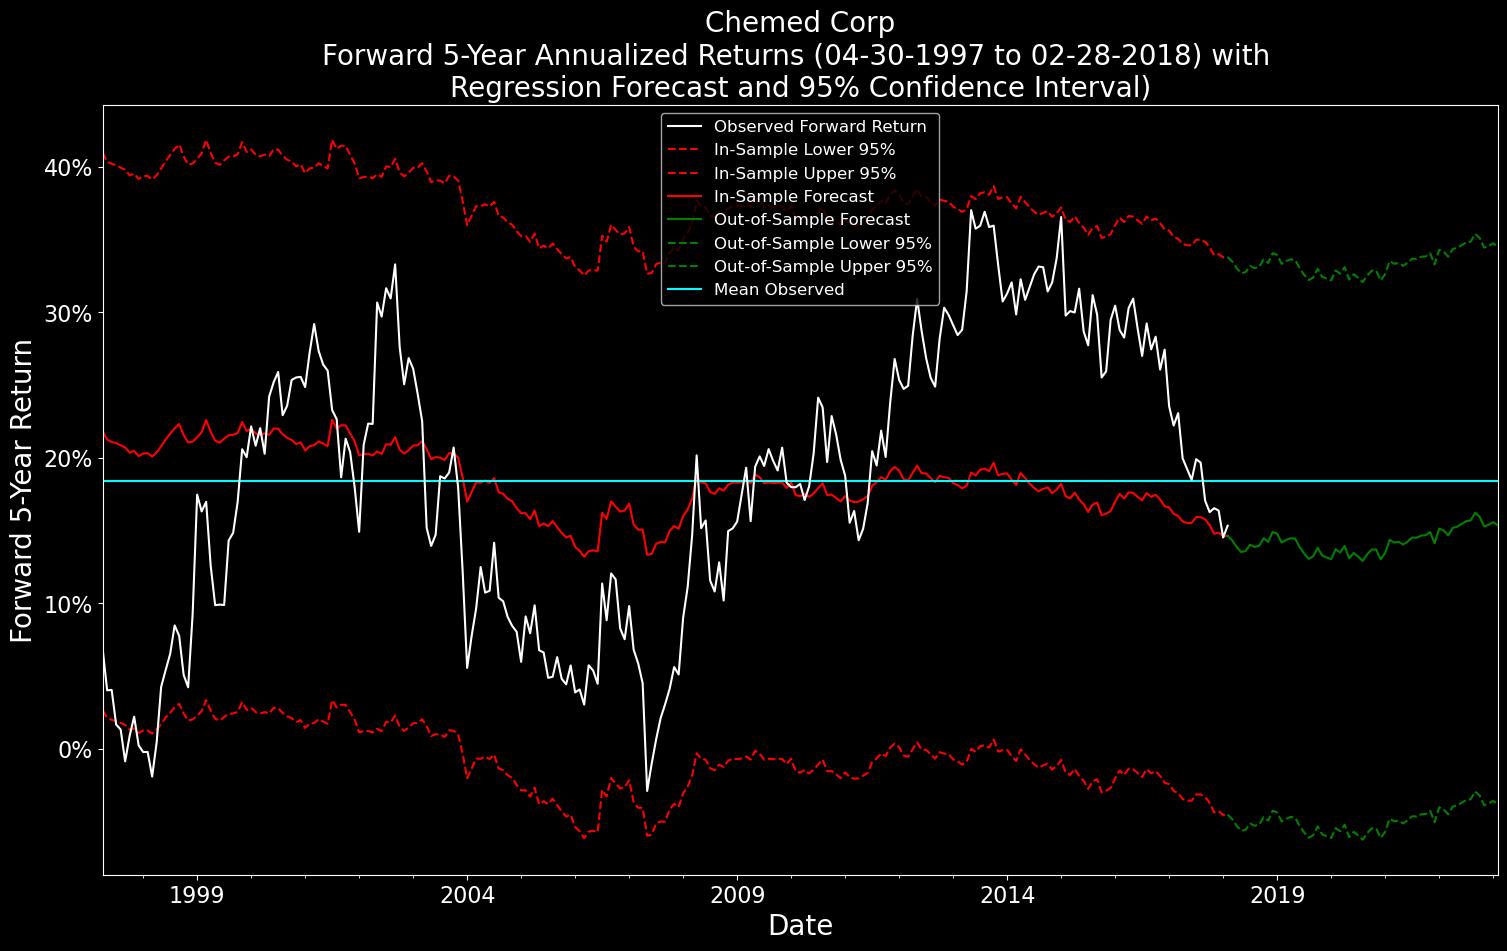 Chemed Corp
Forward 5-Year Annualized Returns (04-30-1997 to 02-28-2018) with
Regression Forecast and 95% Confidence Interval)
Observed Forward Return
In-Sample Lower 95%
In-Sample Upper 95%
In-Sample Forecast
Out-of-Sample Forecast
Out-of-Sample Lower 95%
Out-of-Sample Upper 95%
Mean Observed
Forward 5-Year Return
40%
30%
20%
10%
0%
1999
2004
2009
2014
2019
Date